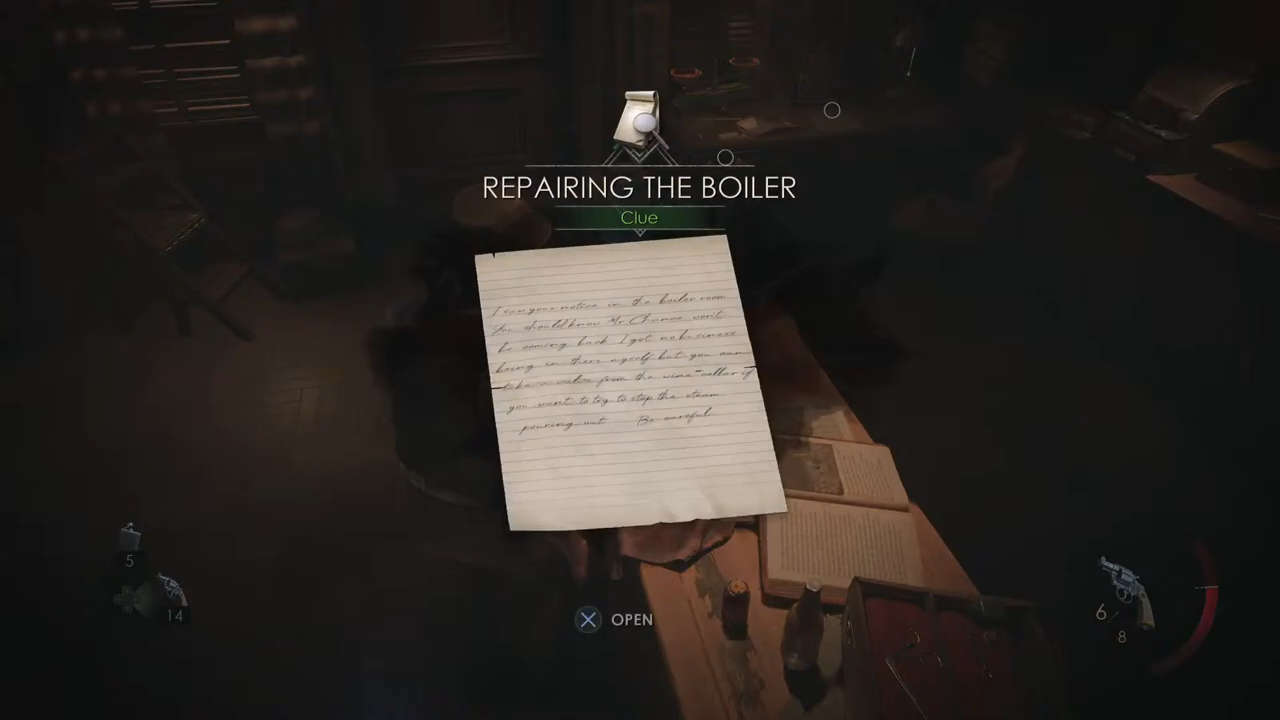 REPAIRING THE BOILER
Clue
I saw your notice in the boiler room
You should know Mr Chance won't
be coming back I got no business
being in there myself but you can
take a valve from the wine-cellar if
you want to try to stop the steam
pouring out Be careful
5
14
OPEN
6
8